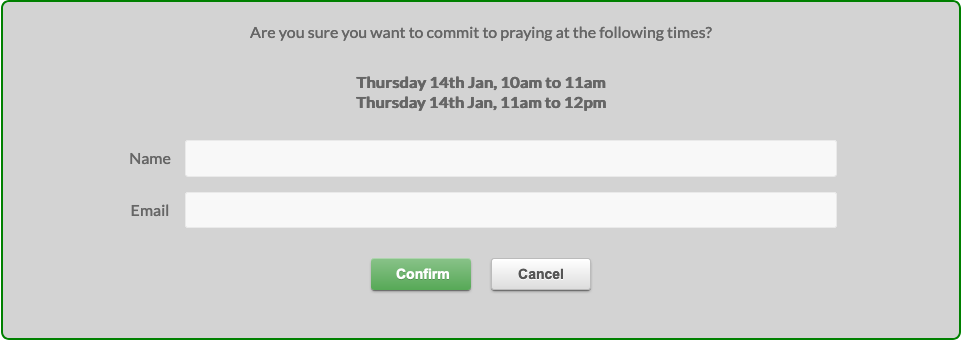 Are you sure you want to commit to praying at the following times?
Thursday 14th Jan, 10am to 11am
Thursday 14th Jan, 11am to 12pm
Name
Email
Confirm Cancel